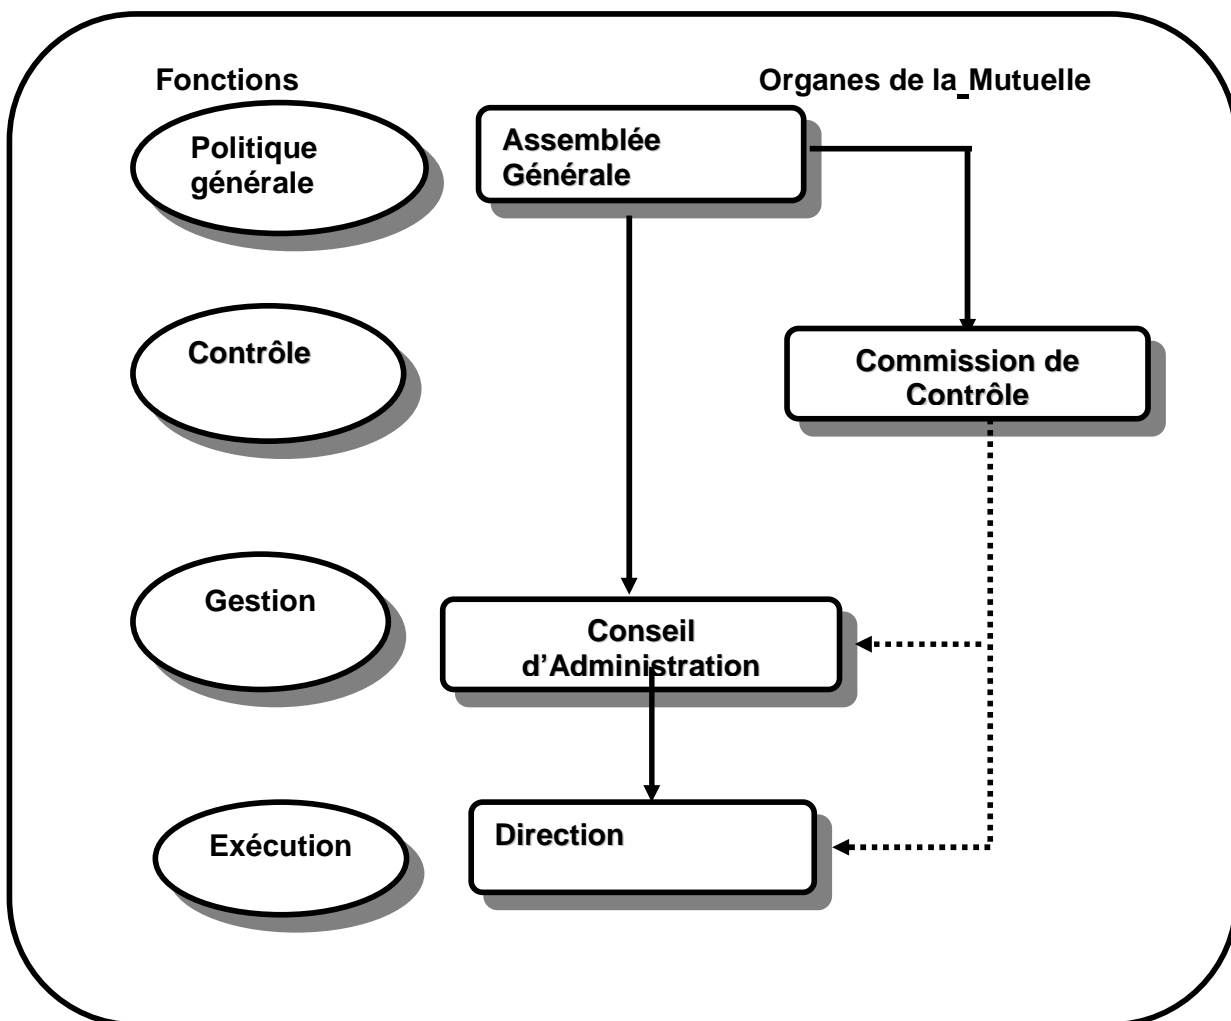 Fonctions
Organes de la Mutuelle
Politique
générale
Assemblée
Générale
Contrôle
Commission de
Contrôle
Gestion
Conseil
d’Administration
Exécution
Direction